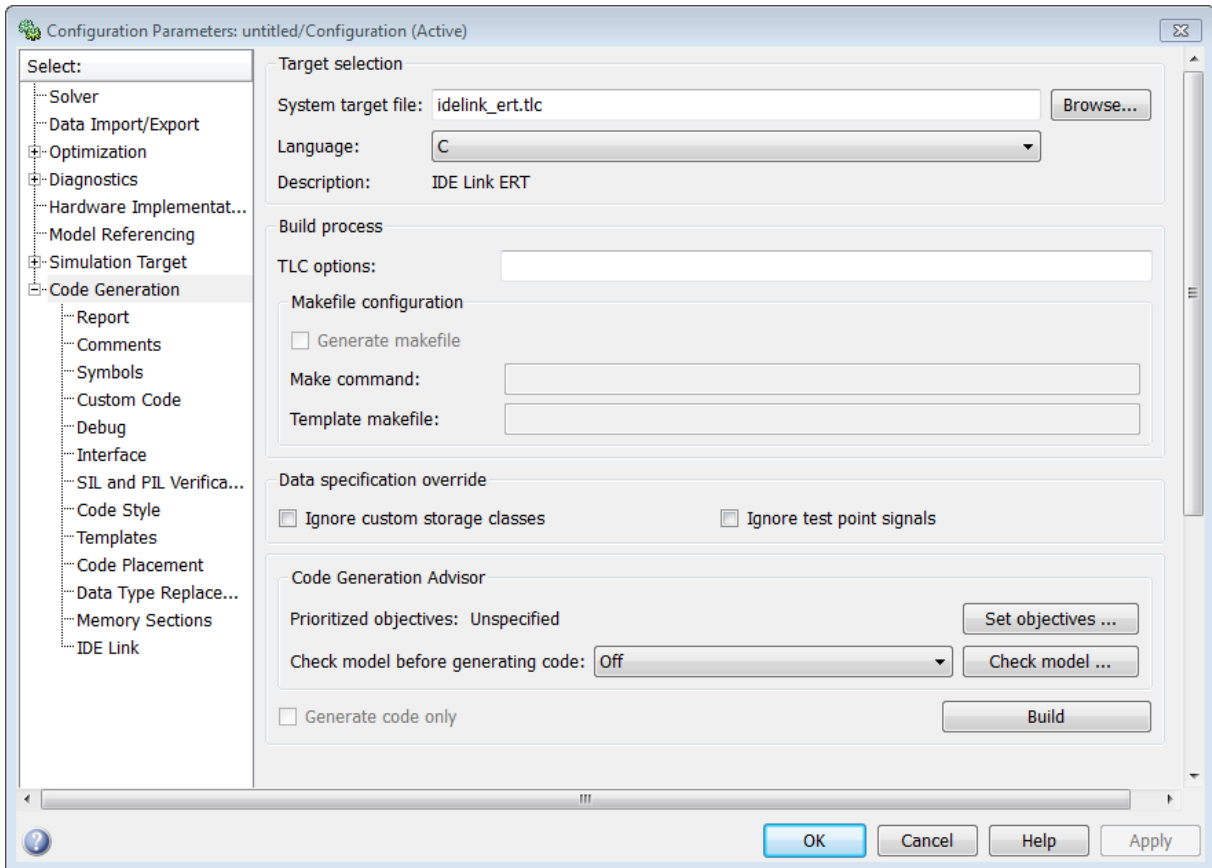 Configuration Parameters: untitled/Configuration (Active)
Select:
Solver
Data Import/Export
Optimization
Diagnostics
Hardware Implementat...
Model Referencing
Simulation Target
Code Generation
Report
Comments
Symbols
Custom Code
Debug
Interface
SIL and PIL Verifica...
Code Style
Templates
Code Placement
Data Type Replace...
Memory Sections
IDE Link
Target selection
System target file: idelink_ert.tlc Browse...
Language: C
Description: IDE Link ERT
Build process
TLC options:
Makefile configuration
Generate makefile
Make command:
Template makefile:
Data specification override
Ignore custom storage classes Ignore test point signals
Code Generation Advisor
Prioritized objectives: Unspecified Set objectives ...
Check model before generating code: Off Check model ...
Generate code only Build
OK Cancel Help Apply